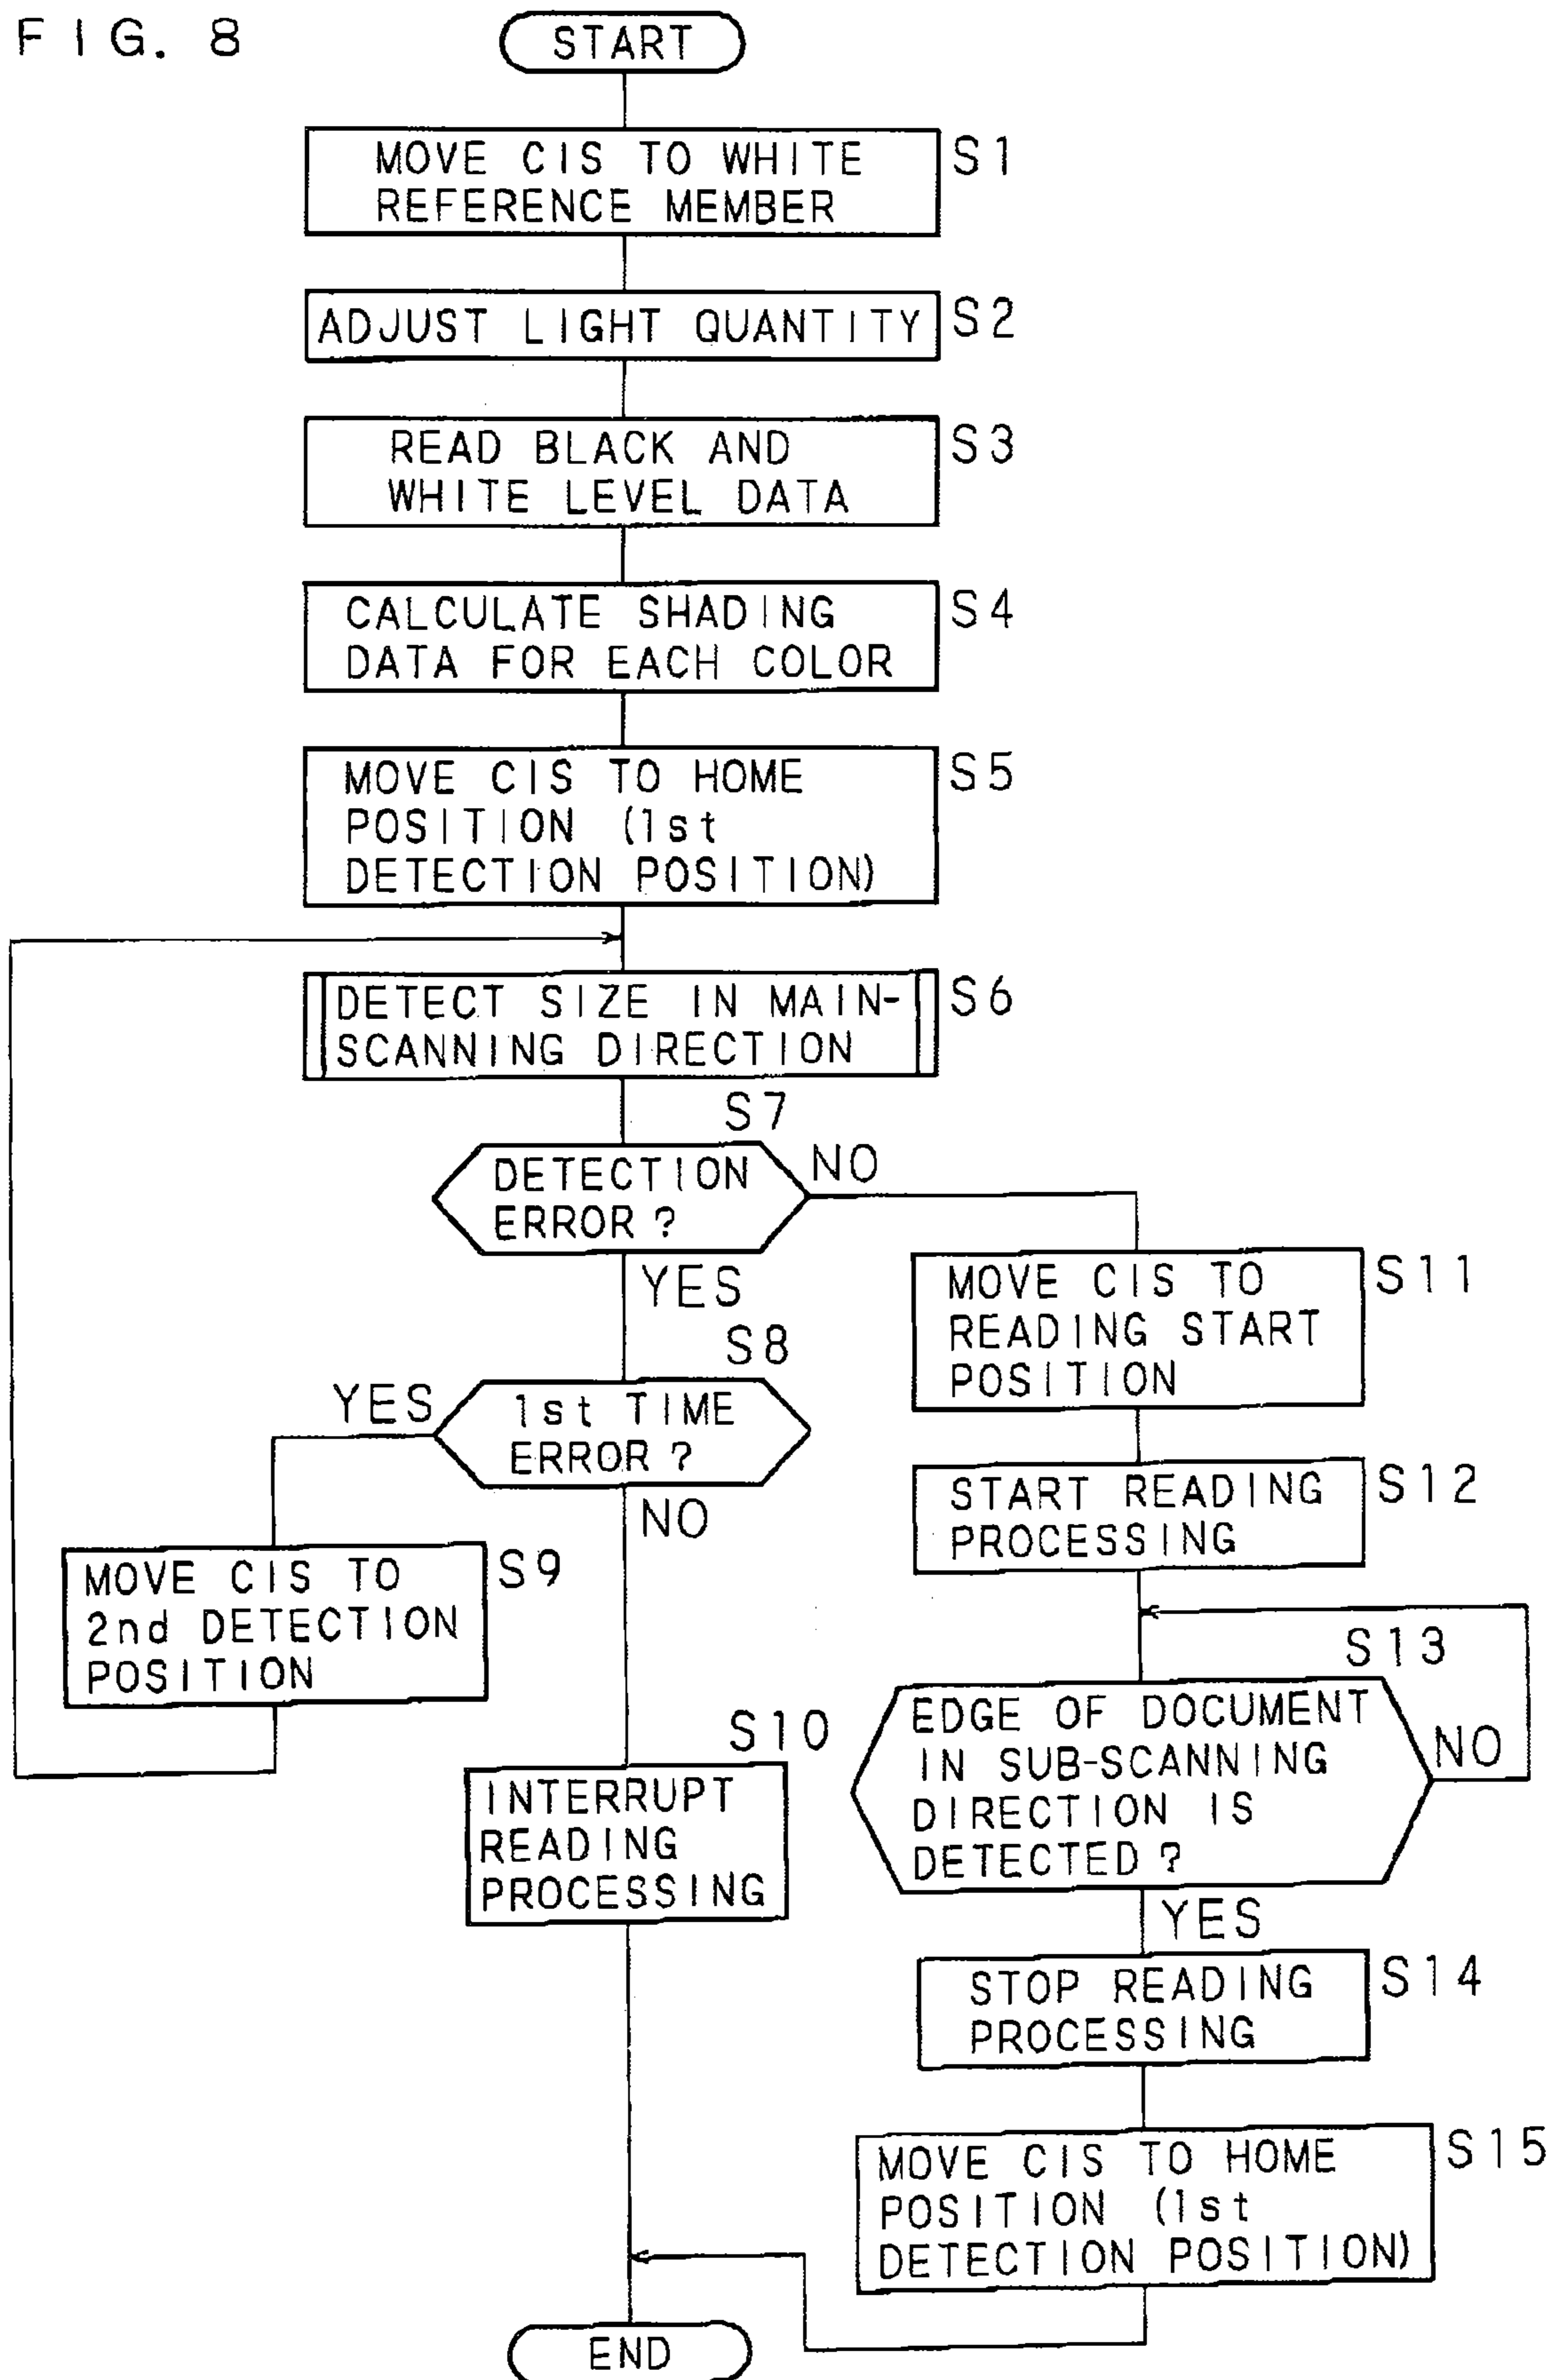 FIG. 8
START
MOVE CIS TO WHITE
REFERENCE MEMBER
S1
ADJUST LIGHT QUANTITY
S2
READ BLACK AND
WHITE LEVEL DATA
S3
CALCULATE SHADING
DATA FOR EACH COLOR
S4
MOVE CIS TO HOME
POSITION (1st
DETECTION POSITION)
S5
DETECT SIZE IN MAIN-
SCANNING DIRECTION
S6
S7
DETECTION
ERROR?
NO
YES
S8
1st TIME
ERROR?
YES
NO
MOVE CIS TO
2nd DETECTION
POSITION
S9
S10
INTERRUPT
READING
PROCESSING
MOVE CIS TO
READING START
POSITION
S11
START READING
PROCESSING
S12
S13
EDGE OF DOCUMENT
IN SUB-SCANNING
DIRECTION IS
DETECTED?
NO
YES
STOP READING
PROCESSING
S14
MOVE CIS TO HOME
POSITION (1st
DETECTION POSITION)
S15
END